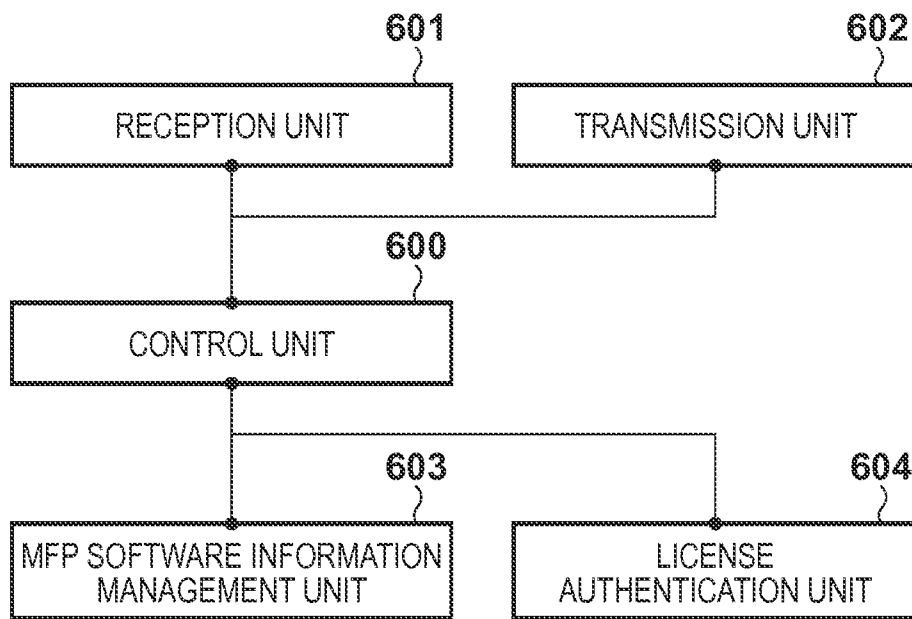 601
RECEPTION UNIT
602
TRANSMISSION UNIT
600
CONTROL UNIT
603
MFP SOFTWARE INFORMATION
MANAGEMENT UNIT
604
LICENSE
AUTHENTICATION UNIT